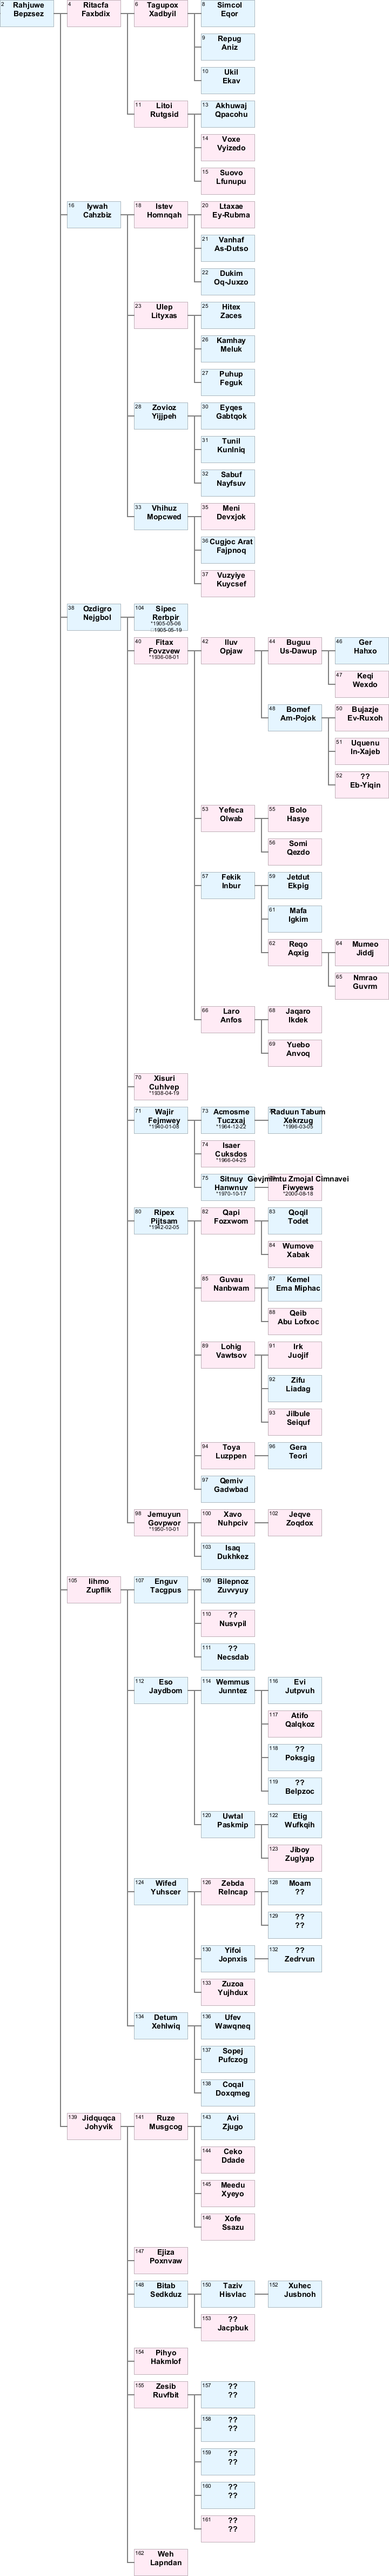 2 Rahjuwe
Bepzsez
4 Ritacfa
Faxbdix
6 Tagupox
Xadbyil
8 Simcol
Eqor
9 Repug
Aniz
10 Ukil
Ekav
11 Litoi
Rutgsid
13 Akhuwaj
Qpacohu
14 Voxe
Vyizedo
15 Suovo
Lfunupu
16 Iywah
Cahzbiz
18 Istev
Homnqah
20 Ltaxae
Ey-Rubma
21 Vanhaf
As-Dutso
22 Dukim
Oq-Juxzo
23 Ulep
Lityxas
25 Hitex
Zaces
26 Kamhay
Meluk
27 Puhup
Feguk
28 Zovioz
Yijjpeh
30 Eyqes
Gabtqok
31 Tunil
Kunlniq
32 Sabuf
Nayfsuv
33 Vhihuz
Mopcwed
35 Meni
Devxjok
36 Cugjoc Arat
Fajpnoq
37 Vuzyiye
Kuycsef
38 Ozdigro
Nejgbol
104 Sipec
Rerbpir
*1905-05-06
1905-05-19
40 Fitax
Fovzvew
*1936-08-01
42 Iluv
Opjaw
44 Buguu
Us-Dawup
46 Ger
Hahxo
47 Keqi
Wexdo
48 Bomef
Am-Pojok
50 Bujazje
Ev-Ruxoh
51 Uquenu
In-Xajeb
52 ??
Eb-Yiqin
53 Yefeca
Olwab
55 Bolo
Hasye
56 Somi
Qezdo
57 Fekik
Inbur
59 Jetdut
Ekpig
61 Mafa
Igkim
62 Reqo
Aqxig
64 Mumeo
Jiddj
65 Nmrao
Guvrm
66 Laro
Anfos
68 Jaqaro
Ikdek
69 Yuebo
Anvoq
70 Xisuri
Cuhlvep
*1938-04-19
71 Wajir
Fejmwey
*1940-01-08
73 Acmosme
Tuczxaj
*1964-12-22
Raduun Tabum
Xekrzug
*1996-03-05
74 Isaer
Cuksdos
*1966-04-25
75 Sitnuy
Hanwnuv
*1970-10-17
Zmojal Cimnavei
Fiwyews
*2000-08-18
80 Ripex
Pijtsam
*1942-02-05
82 Qapi
Fozxwom
83 Qoqil
Todet
84 Wumove
Xabak
85 Guvau
Nanbwam
87 Kemel
Ema Miphac
88 Qeib
Abu Lofxoc
89 Lohig
Vawtsov
91 Irk
Juojif
92 Zifu
Liadag
93 Jilbule
Seiquf
94 Toya
Luzppen
96 Gera
Teori
97 Qemiv
Gadwbad
98 Jemuyun
Govpwor
*1950-10-01
100 Xavo
Nuhpciv
102 Jeqve
Zoqdox
103 Isaq
Dukhkez
105 Iihmo
Zupflik
107 Enguv
Tacgpus
109 Bilepnoz
Zuvvyuy
110 ??
Nusvpil
111 ??
Necsdab
112 Eso
Jaydbom
114 Wemmus
Junntez
116 Evi
Jutpvuh
117 Atifo
Qalqkoz
118 ??
Poksgig
119 ??
Belpzoc
120 Uwtal
Paskmip
122 Etig
Wufkqih
123 Jiboy
Zuglyap
124 Wifed
Yuhscer
126 Zebda
Relncap
128 Moam
??
129 ??
??
130 Yifoi
Jopnxis
132 ??
Zedrvun
133 Zuzoa
Yujhdux
134 Detum
Xehlwiq
136 Ufev
Wawqneq
137 Sopej
Pufczog
138 Coqal
Doxqmeg
139 Jidquqca
Johyvik
141 Ruze
Musgcog
143 Avi
Zjugo
144 Ceko
Ddade
145 Meedu
Xyeyo
146 Xofe
Ssazu
147 Ejiza
Poxnvaw
148 Bitab
Sedkduz
150 Taziv
Hisvlac
152 Xuhec
Jusbnoh
153 ??
Jacpbuk
154 Pihyo
Hakmlof
155 Zesib
Ruvfbit
157 ??
??
158 ??
??
159 ??
??
160 ??
??
161 ??
??
162 Weh
Lapndan